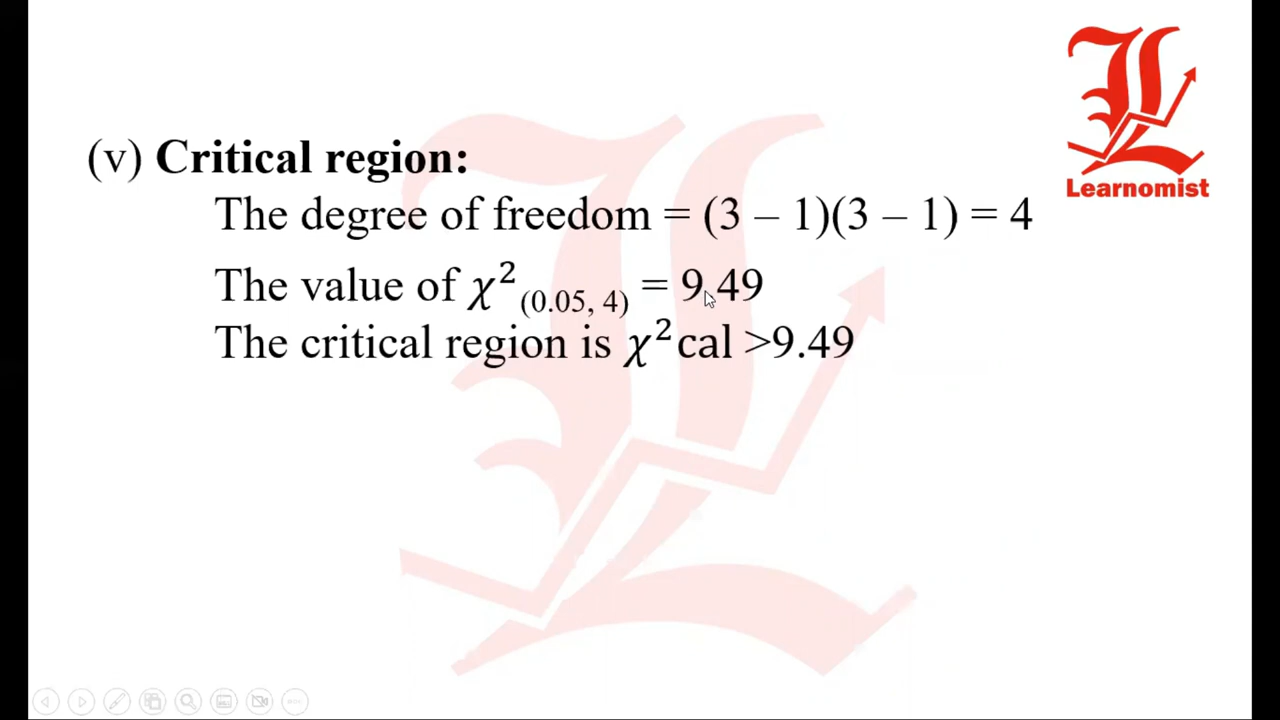 Learnomist
(v) Critical region:
The degree of freedom = (3 – 1)(3 – 1) = 4
The value of χ²₍₀.₀₅, ₄₎ = 9.49
The critical region is χ²cal >9.49